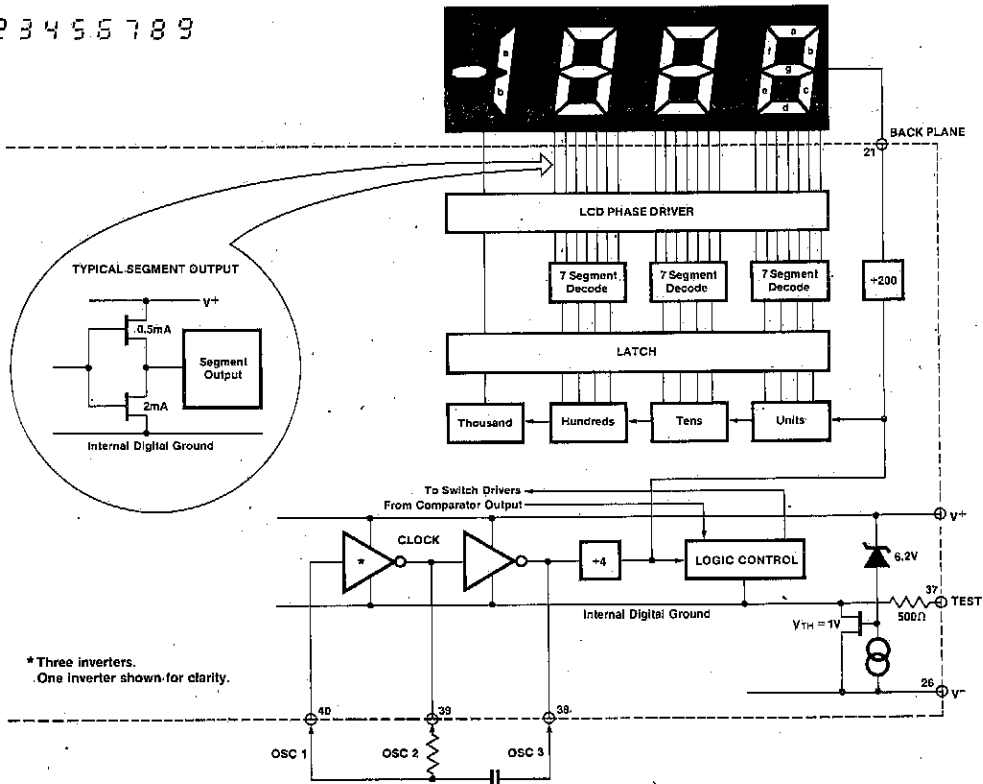 2 3 4 5 6 7 8 9
a
b
a
f
b
g
e
c
d
BACK PLANE
21
LCD PHASE DRIVER
TYPICAL SEGMENT OUTPUT
V+
0.5mA
Segment
Output
2mA
Internal Digital Ground
7 Segment
Decode
7 Segment
Decode
7 Segment
Decode
÷200
LATCH
Thousand
Hundreds
Tens
Units
To Switch Drivers
From Comparator Output
V+
CLOCK
*
÷4
LOGIC CONTROL
6.2V
37
TEST
500Ω
Internal Digital Ground
VTH = 1V
26
V-
* Three inverters.
One inverter shown for clarity.
40
39
38
OSC 1
OSC 2
OSC 3